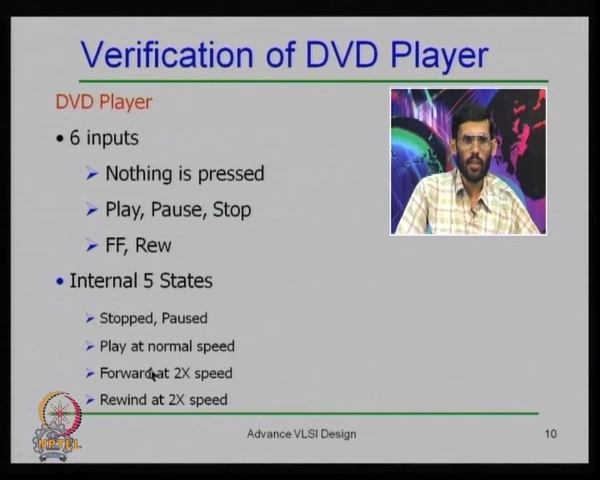 Verification of DVD Player
DVD Player
• 6 inputs
➢ Nothing is pressed
➢ Play, Pause, Stop
➢ FF, Rew
• Internal 5 States
➢ Stopped, Paused
➢ Play at normal speed
➢ Forward at 2X speed
➢ Rewind at 2X speed
NPTEL
Advance VLSI Design
10